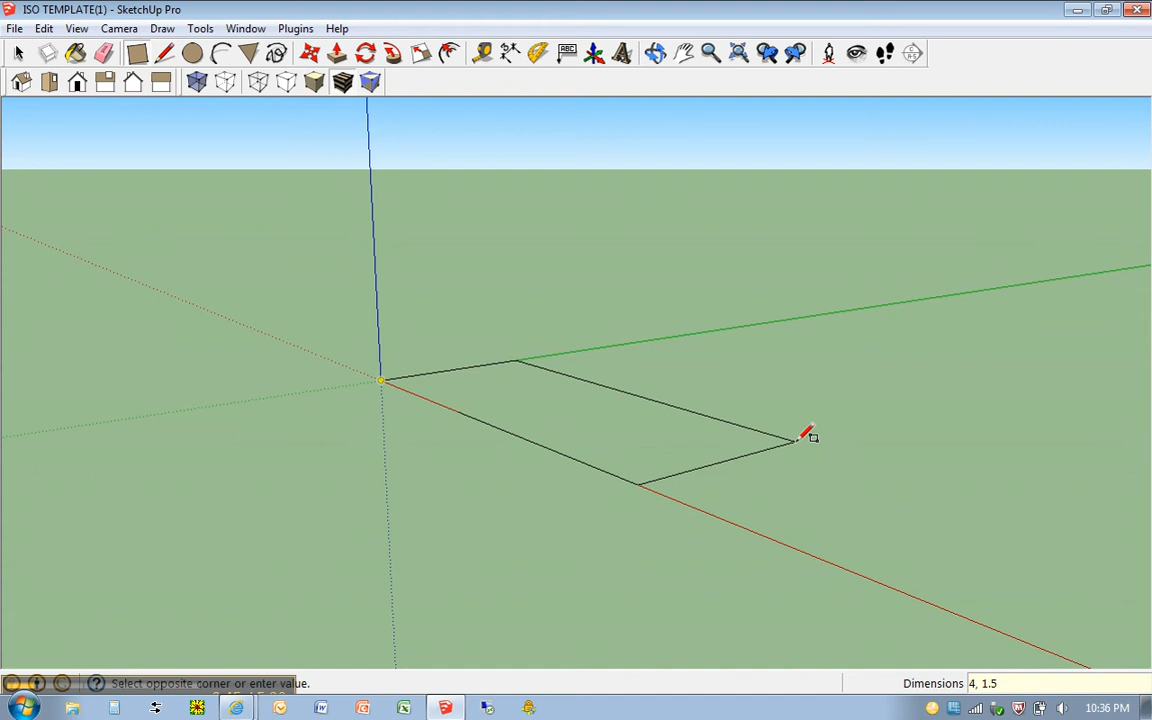 ISO TEMPLATE(1) - SketchUp Pro
File Edit View Camera Draw Tools Window Plugins Help
ABC
Select opposite corner or enter value.
Dimensions 4, 1.5
10:36 PM